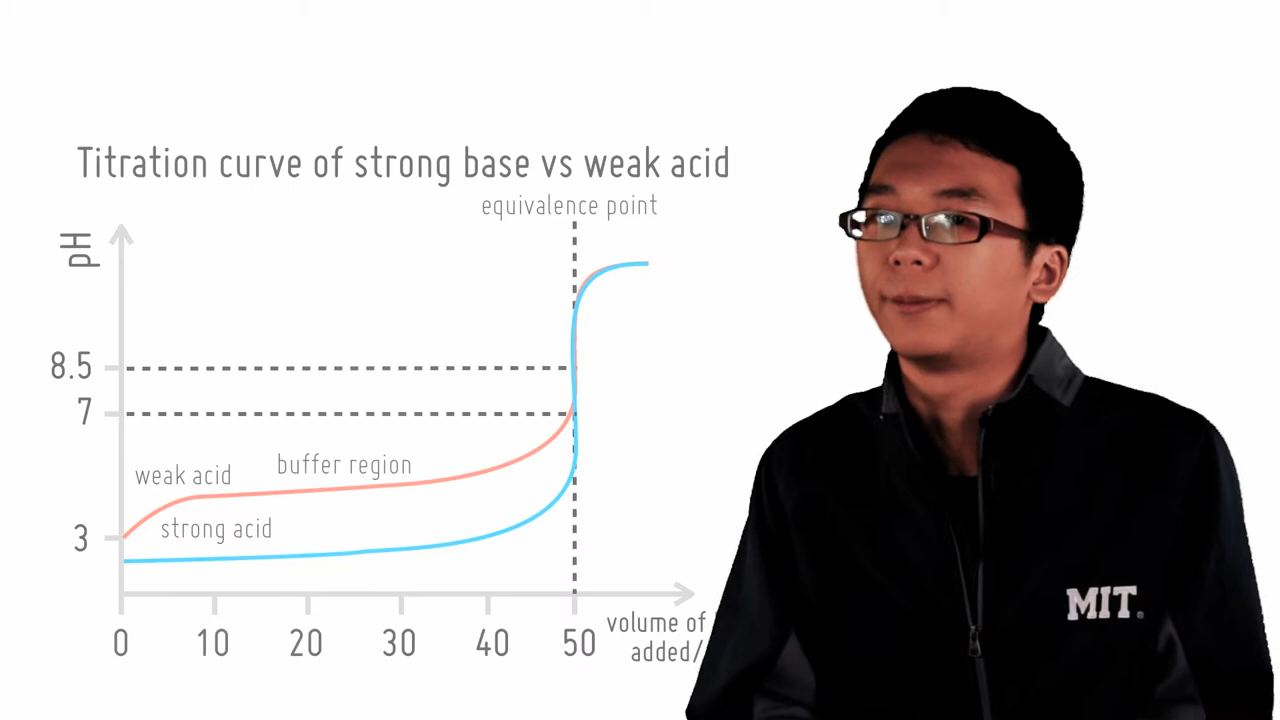 Titration curve of strong base vs weak acid
equivalence point
pH
8.5
7
weak acid
buffer region
3
strong acid
0 10 20 30 40 50
volume of
added/
MIT